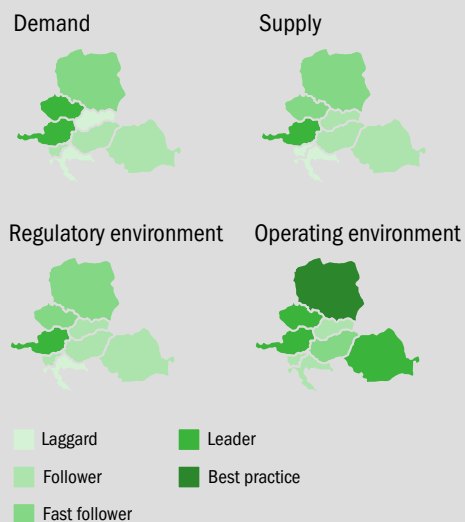 Demand
Supply
Regulatory environment
Operating environment
Laggard
Leader
Follower
Best practice
Fast follower